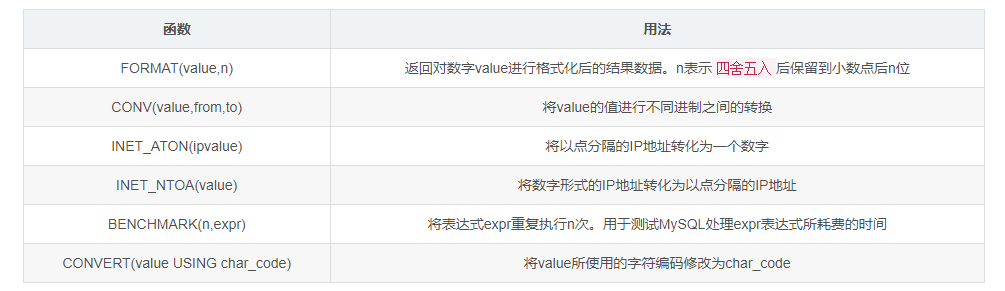 函数 用法
FORMAT(value,n) 返回对数字value进行格式化后的结果数据。n表示 四舍五入 后保留到小数点后n位
CONV(value,from,to) 将value的值进行不同进制之间的转换
INET_ATON(ipvalue) 将以点分隔的IP地址转化为一个数字
INET_NTOA(value) 将数字形式的IP地址转化为以点分隔的IP地址
BENCHMARK(n,expr) 将表达式expr重复执行n次。用于测试MySQL处理expr表达式所耗费的时间
CONVERT(value USING char_code) 将value所使用的字符编码修改为char_code